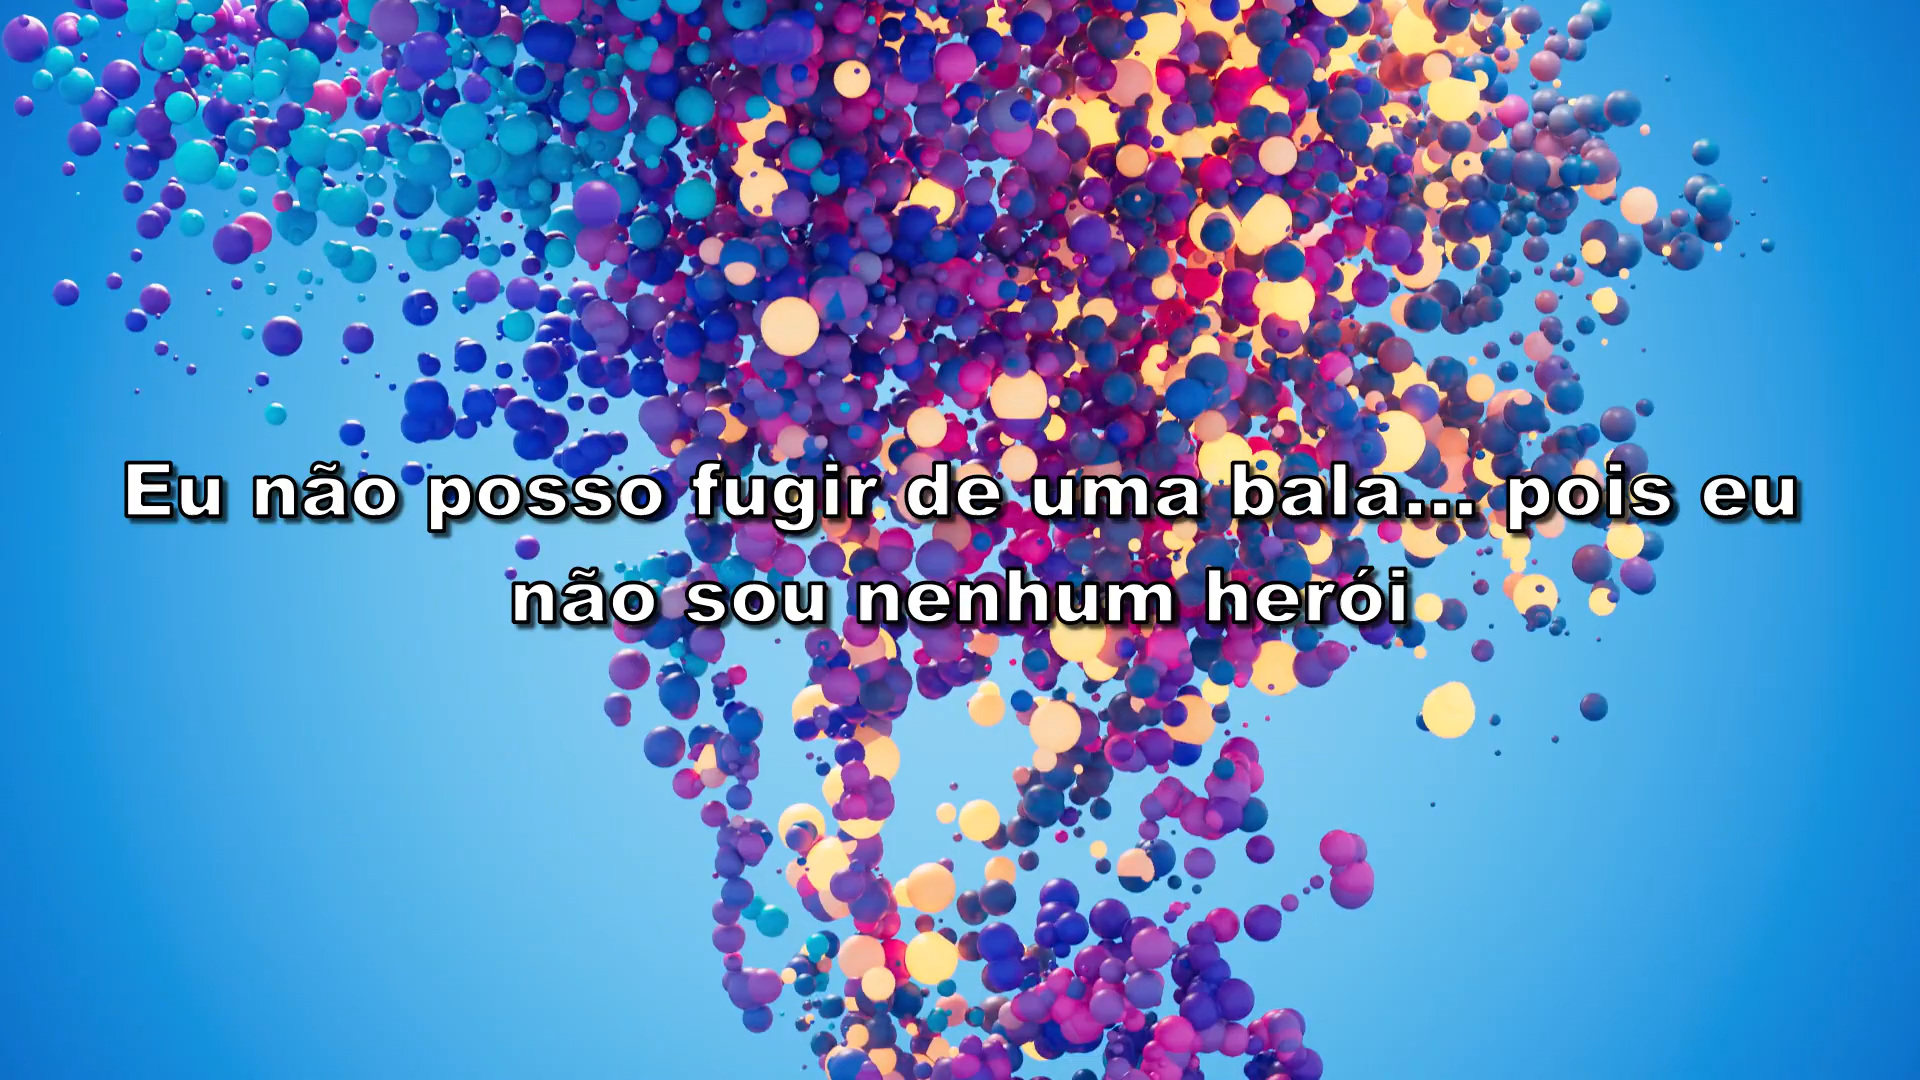 Eu não posso fugir de uma bala... pois eu
não sou nenhum herói